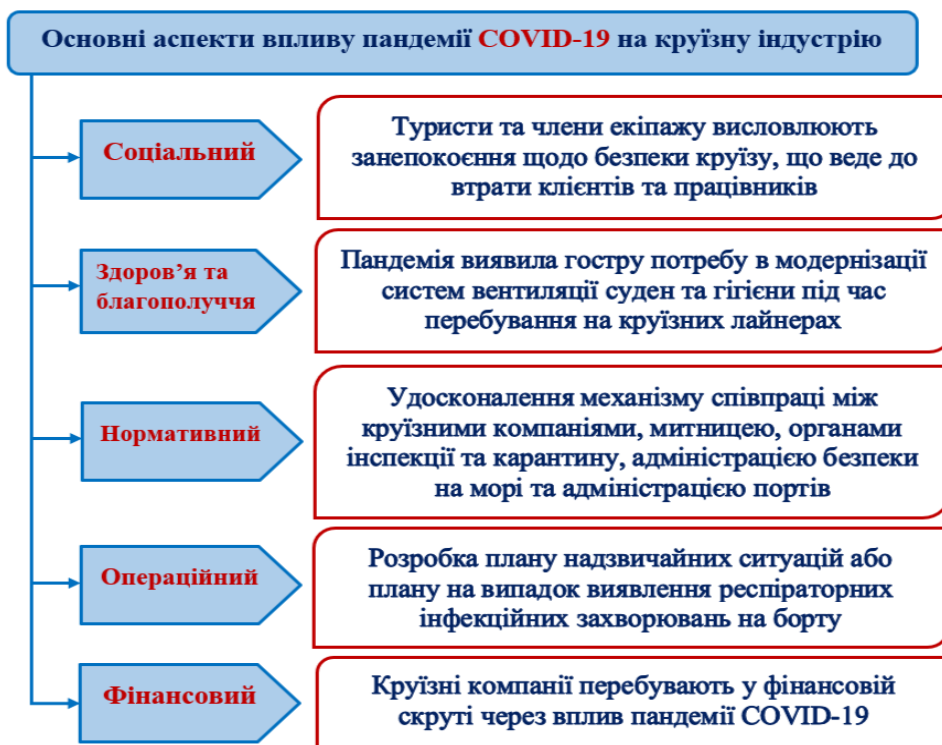 Основні аспекти впливу пандемії COVID-19 на круїзну індустрію
Соціальний
Туристи та члени екіпажу висловлюють
занепокоєння щодо безпеки круїзу, що веде до
втрати клієнтів та працівників
Здоров’я та
благополуччя
Пандемія виявила гостру потребу в модернізації
систем вентиляції суден та гігієни під час
перебування на круїзних лайнерах
Нормативний
Удосконалення механізму співпраці між
круїзними компаніями, митницею, органами
інспекції та карантину, адміністрацією безпеки
на морі та адміністрацією портів
Операційний
Розробка плану надзвичайних ситуацій або
плану на випадок виявлення респіраторних
інфекційних захворювань на борту
Фінансовий
Круїзні компанії перебувають у фінансовій
скруті через вплив пандемії COVID-19